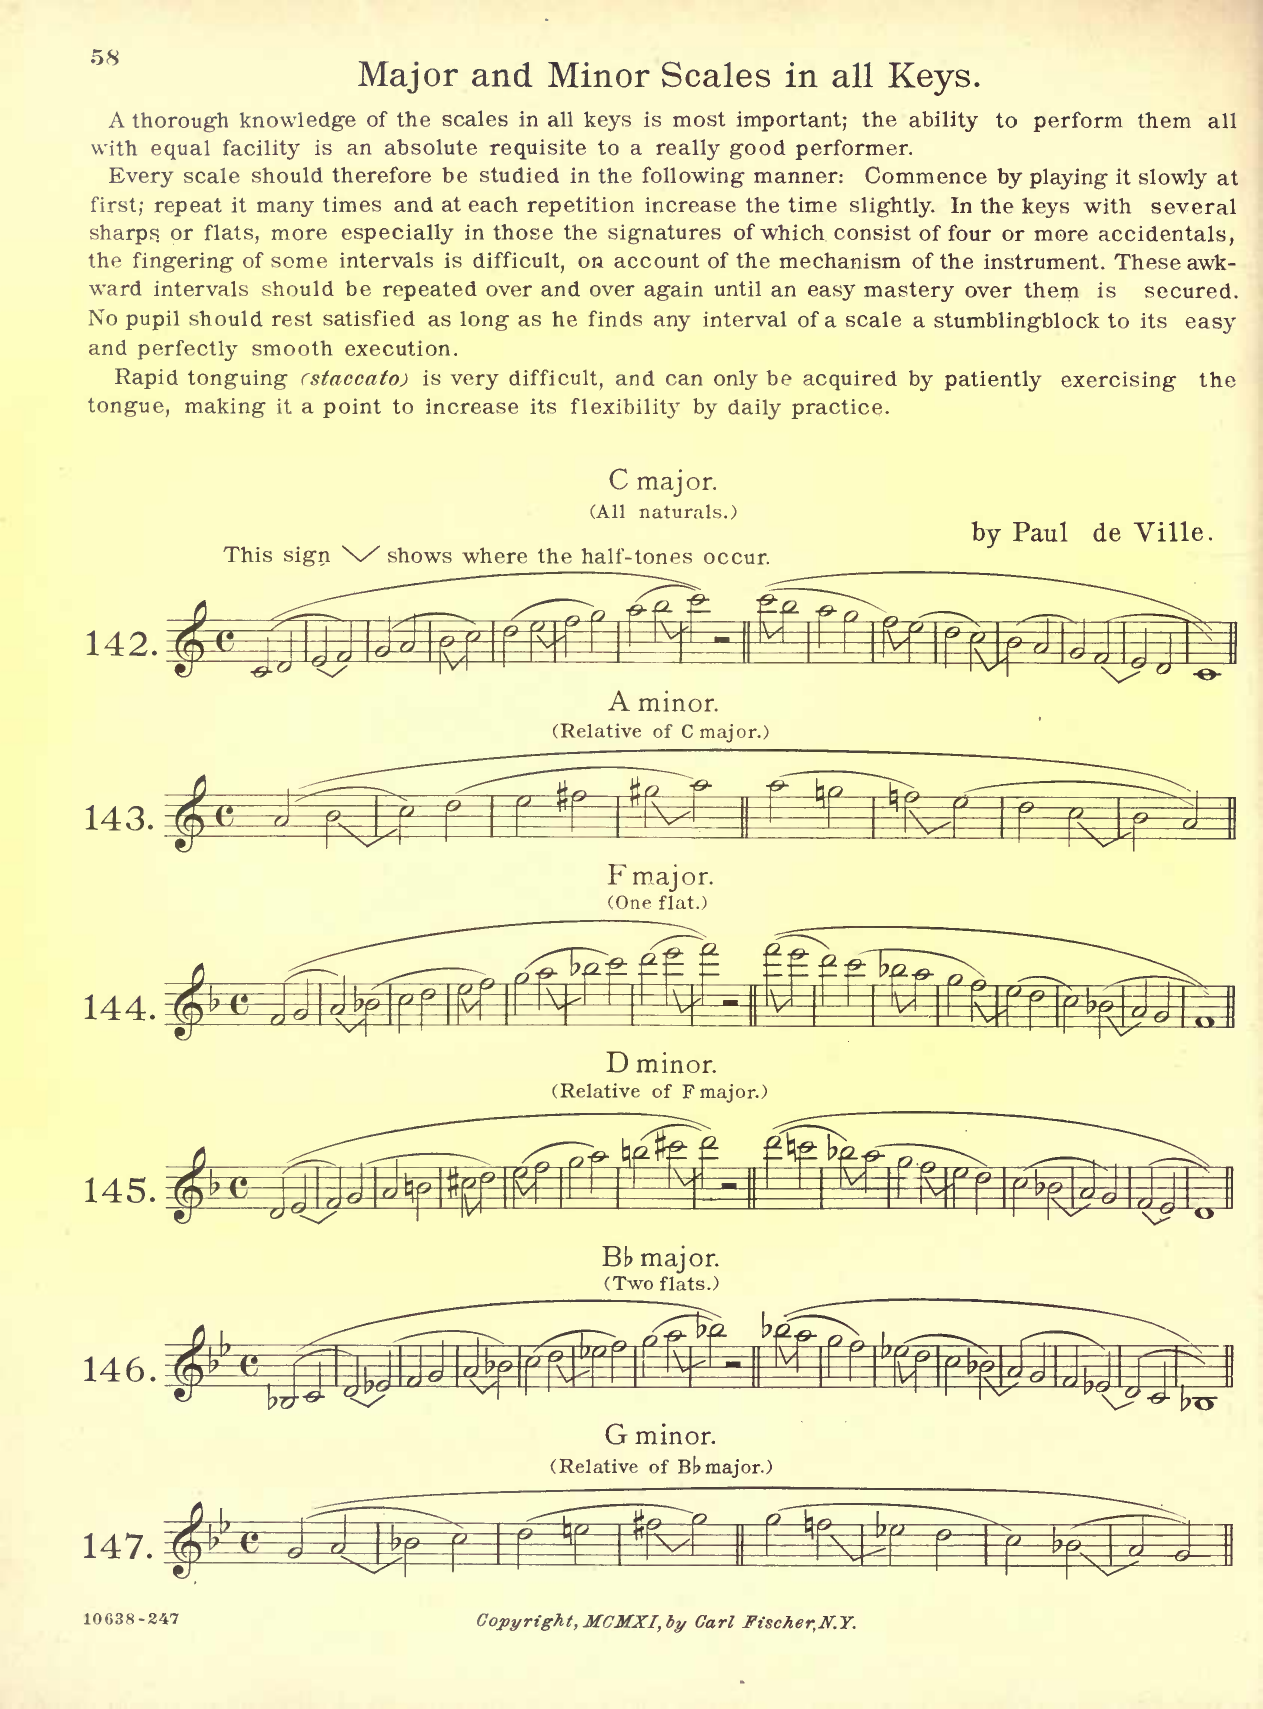 58
Major and Minor Scales in all Keys.
A thorough knowledge of the scales in all keys is most important; the ability to perform them all
with equal facility is an absolute requisite to a really good performer.
Every scale should therefore be studied in the following manner: Commence by playing it slowly at
first; repeat it many times and at each repetition increase the time slightly. In the keys with several
sharps or flats, more especially in those the signatures of which consist of four or more accidentals,
the fingering of some intervals is difficult, on account of the mechanism of the instrument. These awk-
ward intervals should be repeated over and over again until an easy mastery over them is secured.
No pupil should rest satisfied as long as he finds any interval of a scale a stumblingblock to its easy
and perfectly smooth execution.
Rapid tonguing (staccato) is very difficult, and can only be acquired by patiently exercising the
tongue, making it a point to increase its flexibility by daily practice.
C major.
(All naturals.)
by Paul de Ville.
This sign ∨ shows where the half-tones occur.
142.
A minor.
(Relative of C major.)
143.
F major.
(One flat.)
144.
D minor.
(Relative of F major.)
145.
B♭ major.
(Two flats.)
146.
G minor.
(Relative of B♭ major.)
147.
10638-247
Copyright, MCMXI, by Carl Fischer, N.Y.